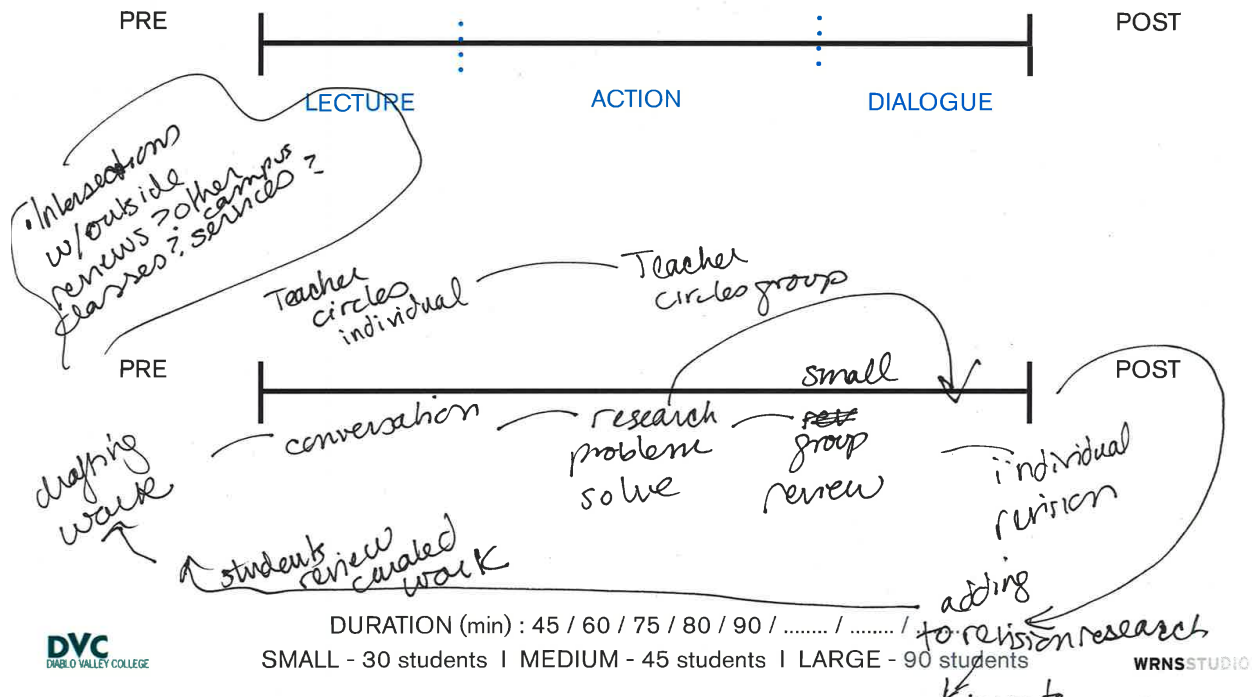 PRE
POST
LECTURE
ACTION
DIALOGUE
• Intersections
w/outside
reviews > other
classes? campus
services?
Teacher
circles
individual
Teacher
circles group
PRE
POST
drafting
work
conversation
research
problem
solve
small
group
review
individual
revision
students
review
curated
work
adding
to revision research
DURATION (min) : 45 / 60 / 75 / 80 / 90 / ........ / ........ /
SMALL - 30 students I MEDIUM - 45 students I LARGE - 90 students
DVC
DIABLO VALLEY COLLEGE
WRNSSTUDIO